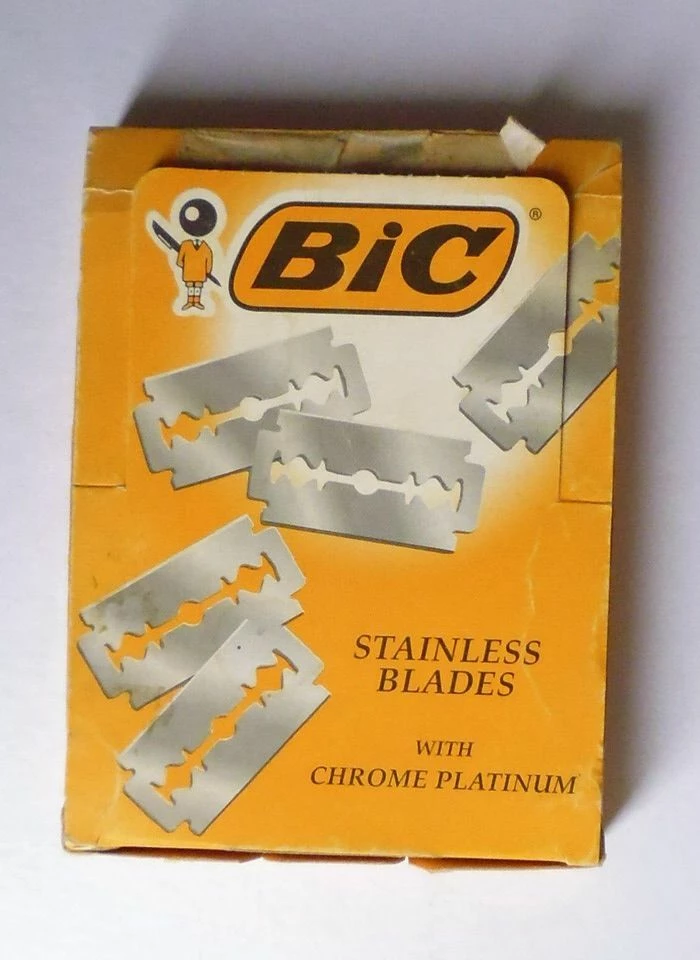 BiC®
STAINLESS
BLADES
WITH
CHROME PLATINUM